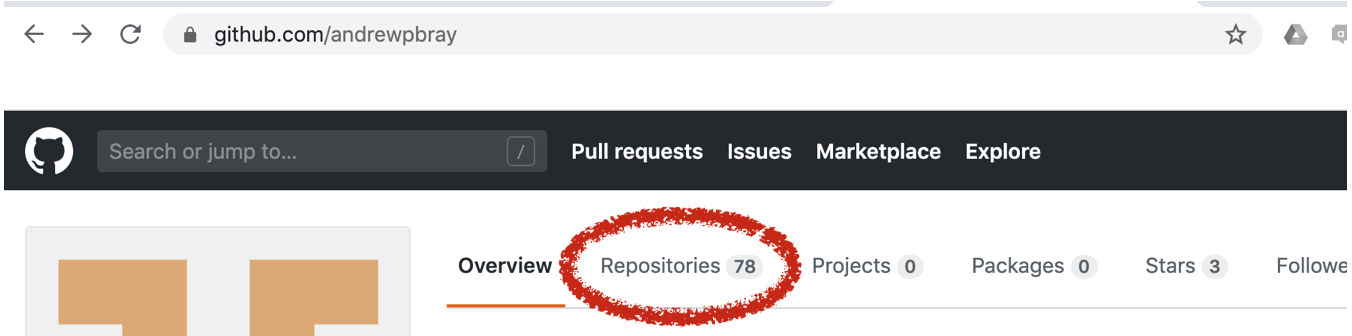 github.com/andrewpbray
Search or jump to... / Pull requests Issues Marketplace Explore
Overview Repositories 78 Projects 0 Packages 0 Stars 3 Followe